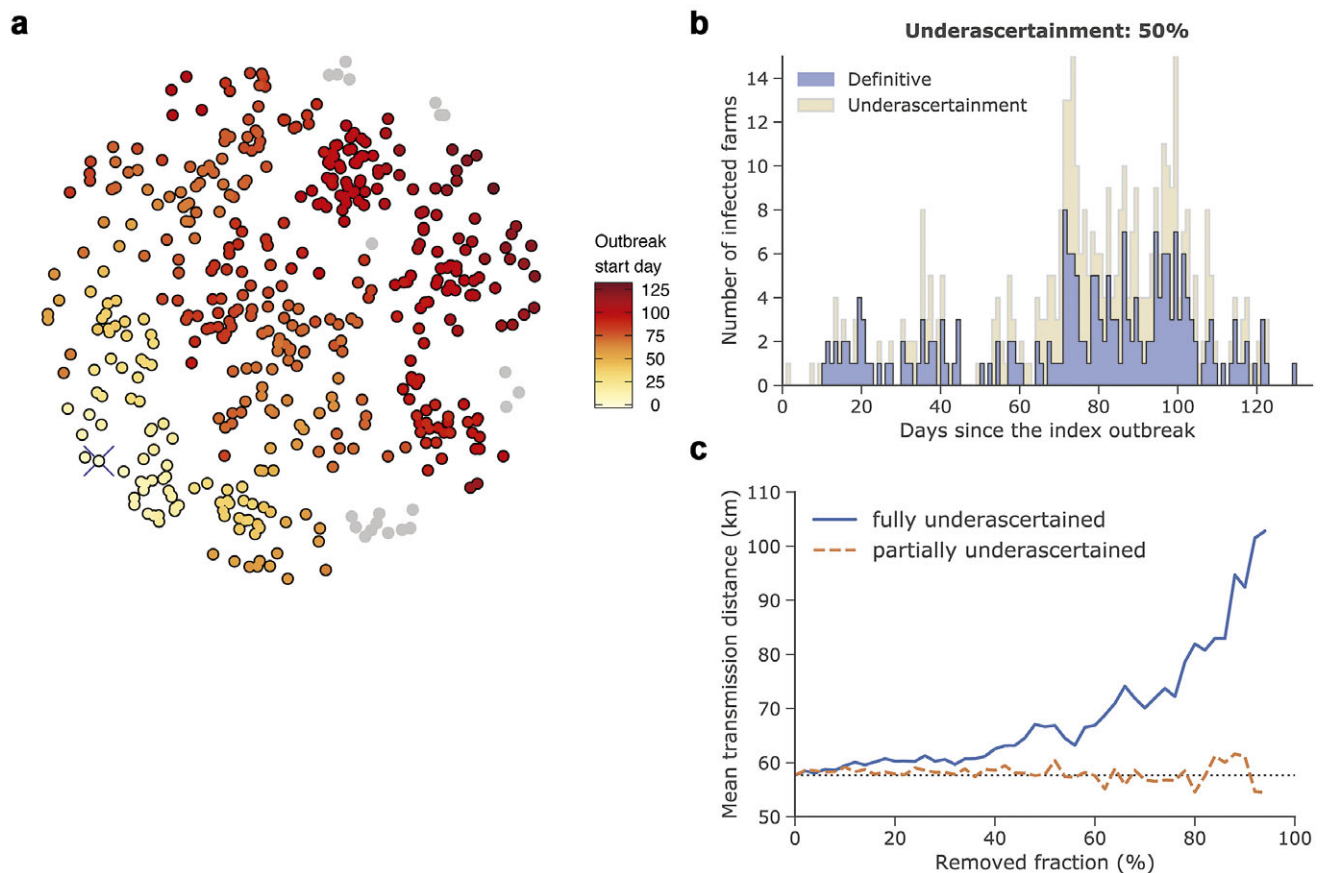 a
Outbreak
start day
125
100
75
50
25
0
b
Underascertainment: 50%
Definitive
Underascertainment
Number of infected farms
14
12
10
8
6
4
2
0
0 20 40 60 80 100 120
Days since the index outbreak
c
fully underascertained
partially underascertained
Mean transmission distance (km)
110
100
90
80
70
60
50
0 20 40 60 80 100
Removed fraction (%)